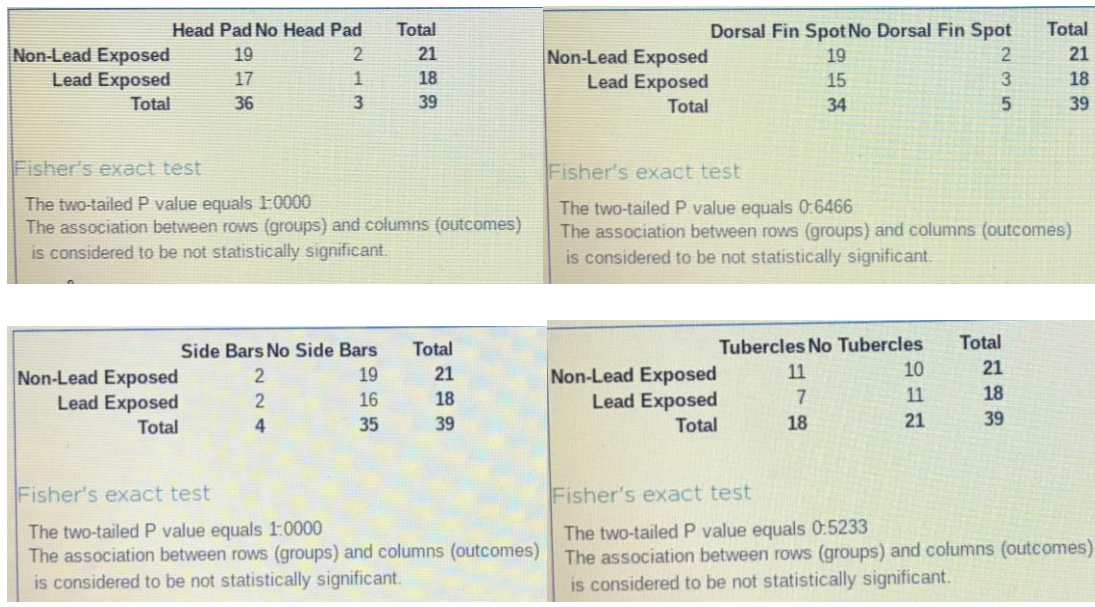 Head Pad No Head Pad Total
Non-Lead Exposed 19 2 21
Lead Exposed 17 1 18
Total 36 3 39
Fisher's exact test
The two-tailed P value equals 1.0000
The association between rows (groups) and columns (outcomes)
is considered to be not statistically significant.
Dorsal Fin Spot No Dorsal Fin Spot Total
Non-Lead Exposed 19 2 21
Lead Exposed 15 3 18
Total 34 5 39
Fisher's exact test
The two-tailed P value equals 0.6466
The association between rows (groups) and columns (outcomes)
is considered to be not statistically significant.
Side Bars No Side Bars Total
Non-Lead Exposed 2 19 21
Lead Exposed 2 16 18
Total 4 35 39
Fisher's exact test
The two-tailed P value equals 1.0000
The association between rows (groups) and columns (outcomes)
is considered to be not statistically significant.
Tubercles No Tubercles Total
Non-Lead Exposed 11 10 21
Lead Exposed 7 11 18
Total 18 21 39
Fisher's exact test
The two-tailed P value equals 0.5233
The association between rows (groups) and columns (outcomes)
is considered to be not statistically significant.